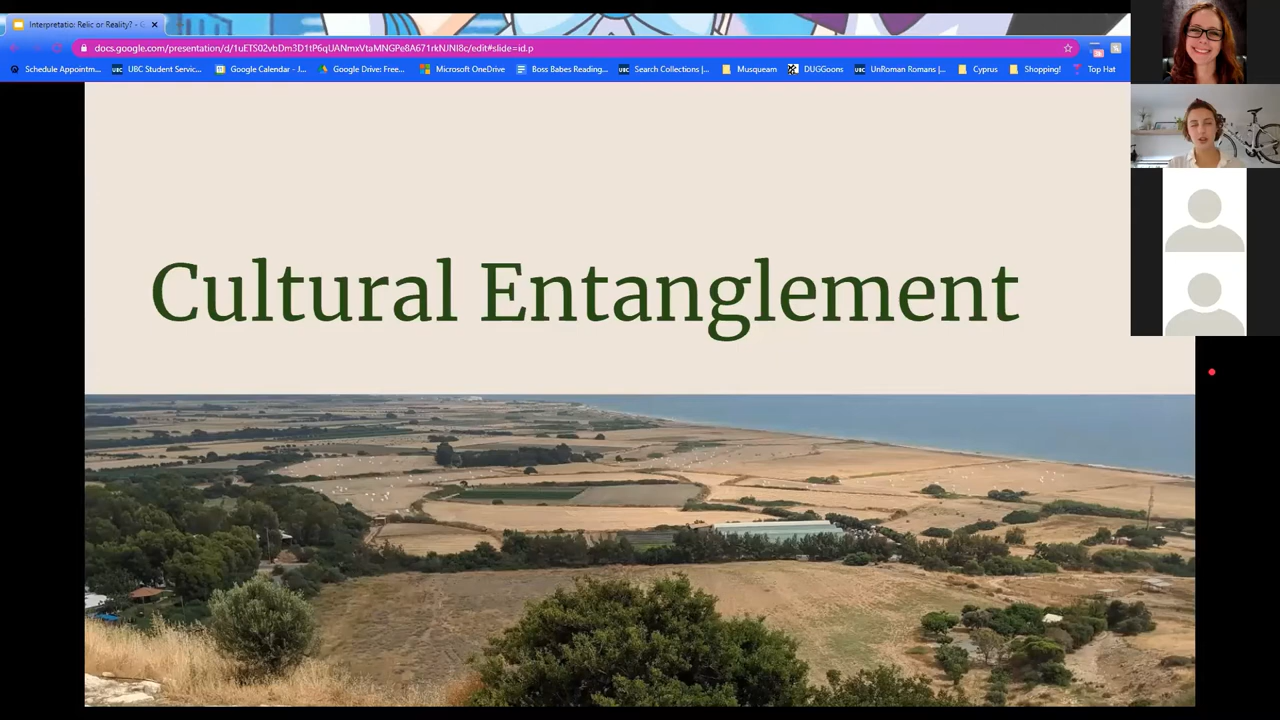 Interpretatio: Relic or Reality? - G
docs.google.com/presentation/d/1uETS02vbDm3D1tP6qUANmxVtaMNGPe8A671rkNJNI8c/edit#slide=id.p
Schedule Appointm... UBC Student Servic... Google Calendar - J... Google Drive: Free... Microsoft OneDrive Boss Babes Reading... Search Collections |... Musqueam DUGGoons UnRoman Romans |... Cyprus Shopping! Top Hat
Cultural Entanglement